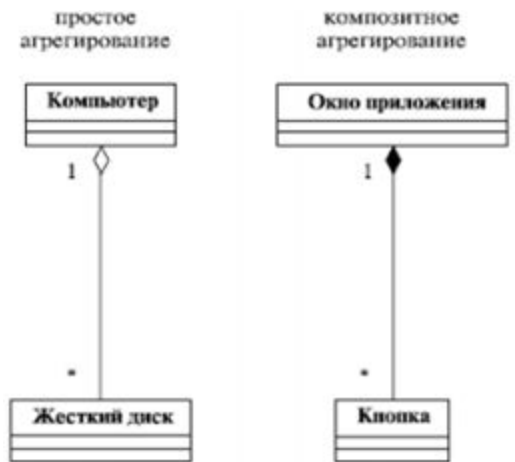 простое
агрегирование
Компьютер
1
*
Жесткий диск
композитное
агрегирование
Окно приложения
1
*
Кнопка